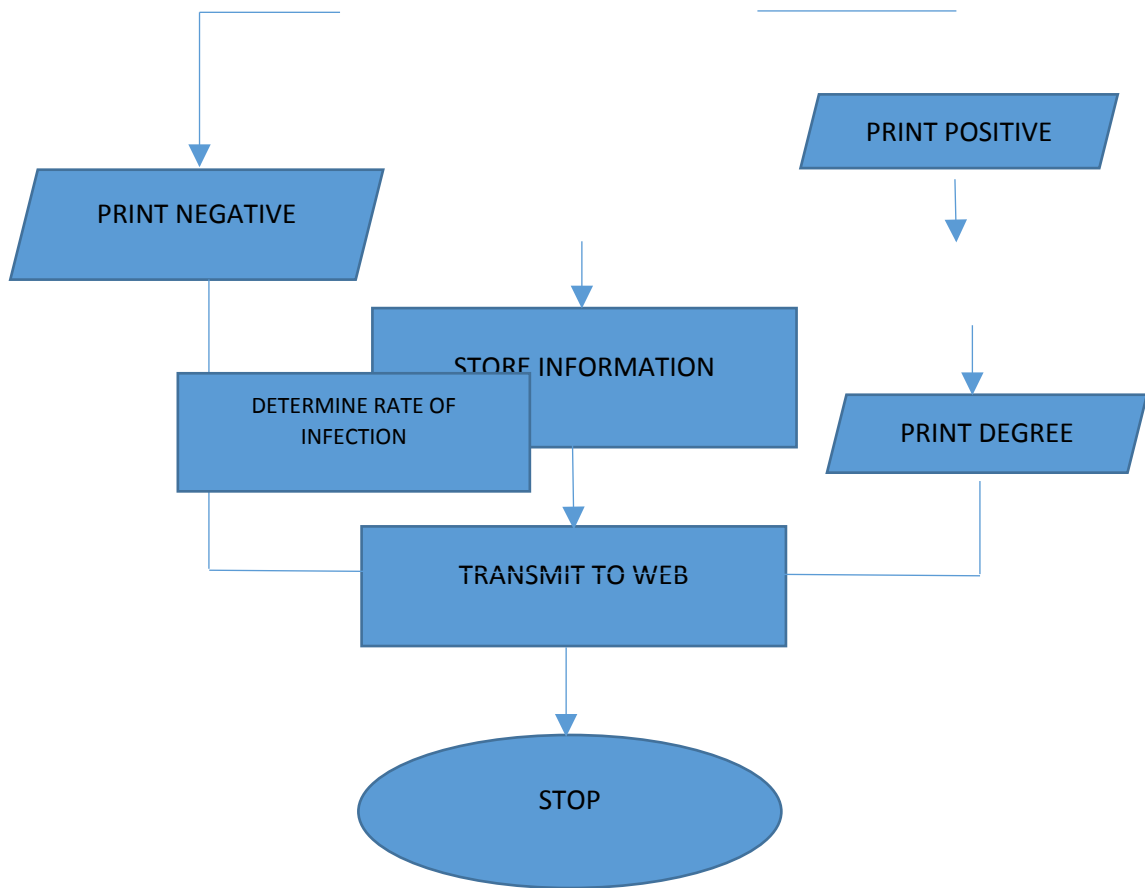 PRINT POSITIVE
PRINT NEGATIVE
STORE INFORMATION
DETERMINE RATE OF
INFECTION
PRINT DEGREE
TRANSMIT TO WEB
STOP